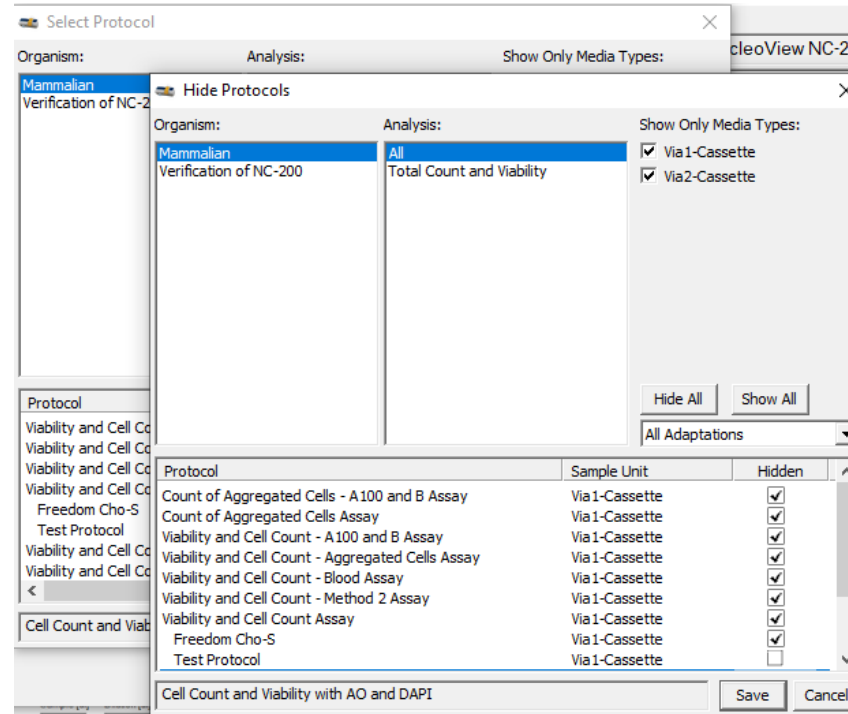 Select Protocol
Organism:
Analysis:
Show Only Media Types:
cleoView NC-2
Mammalian
Verification of NC-2
Hide Protocols
Organism:
Analysis:
Show Only Media Types:
Mammalian
Verification of NC-200
All
Total Count and Viability
Via1-Cassette
Via2-Cassette
Hide All
Show All
All Adaptations
Protocol
Viability and Cell Co
Viability and Cell Co
Viability and Cell Co
Viability and Cell Co
Freedom Cho-S
Test Protocol
Viability and Cell Co
Viability and Cell Co
Cell Count and Viab
Protocol Sample Unit Hidden
Count of Aggregated Cells - A100 and B Assay Via1-Cassette
Count of Aggregated Cells Assay Via1-Cassette
Viability and Cell Count - A100 and B Assay Via1-Cassette
Viability and Cell Count - Aggregated Cells Assay Via1-Cassette
Viability and Cell Count - Blood Assay Via1-Cassette
Viability and Cell Count - Method 2 Assay Via1-Cassette
Viability and Cell Count Assay Via1-Cassette
Freedom Cho-S Via1-Cassette
Test Protocol Via1-Cassette
Cell Count and Viability with AO and DAPI
Save
Cancel